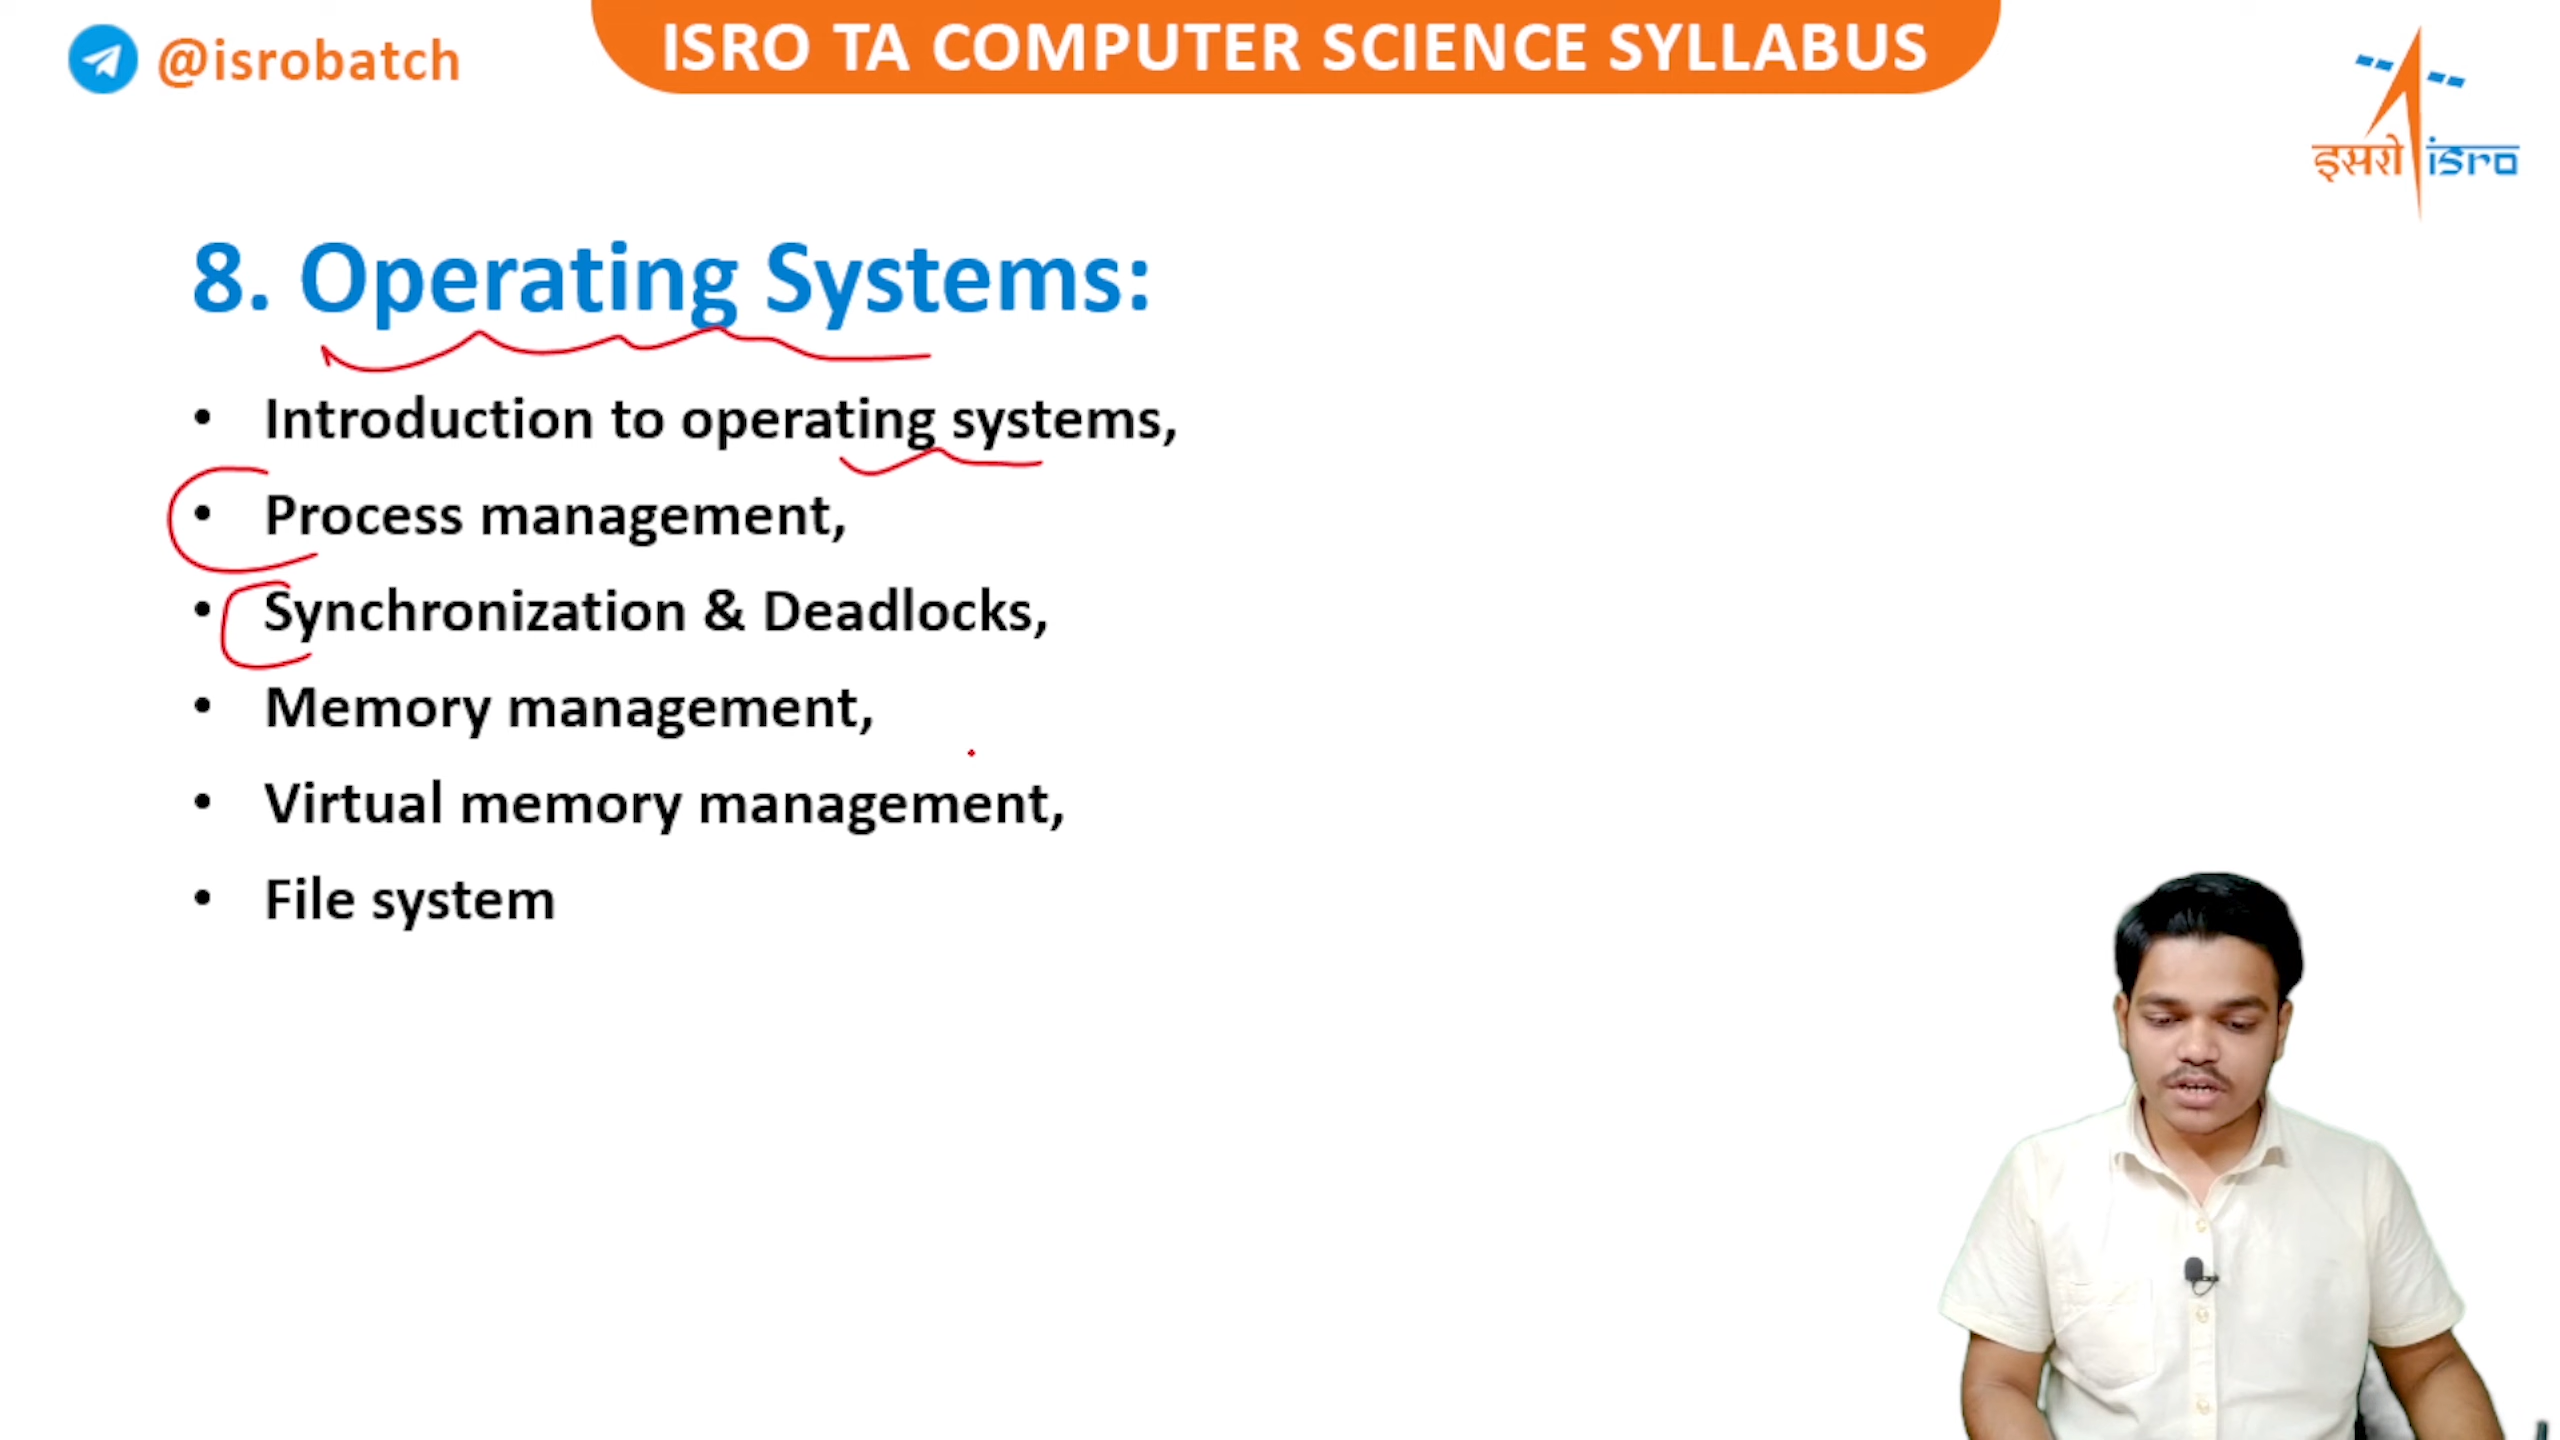 @isrobatch
ISRO TA COMPUTER SCIENCE SYLLABUS
इसरो isro
8. Operating Systems:
• Introduction to operating systems,
• Process management,
• Synchronization & Deadlocks,
• Memory management,
• Virtual memory management,
• File system